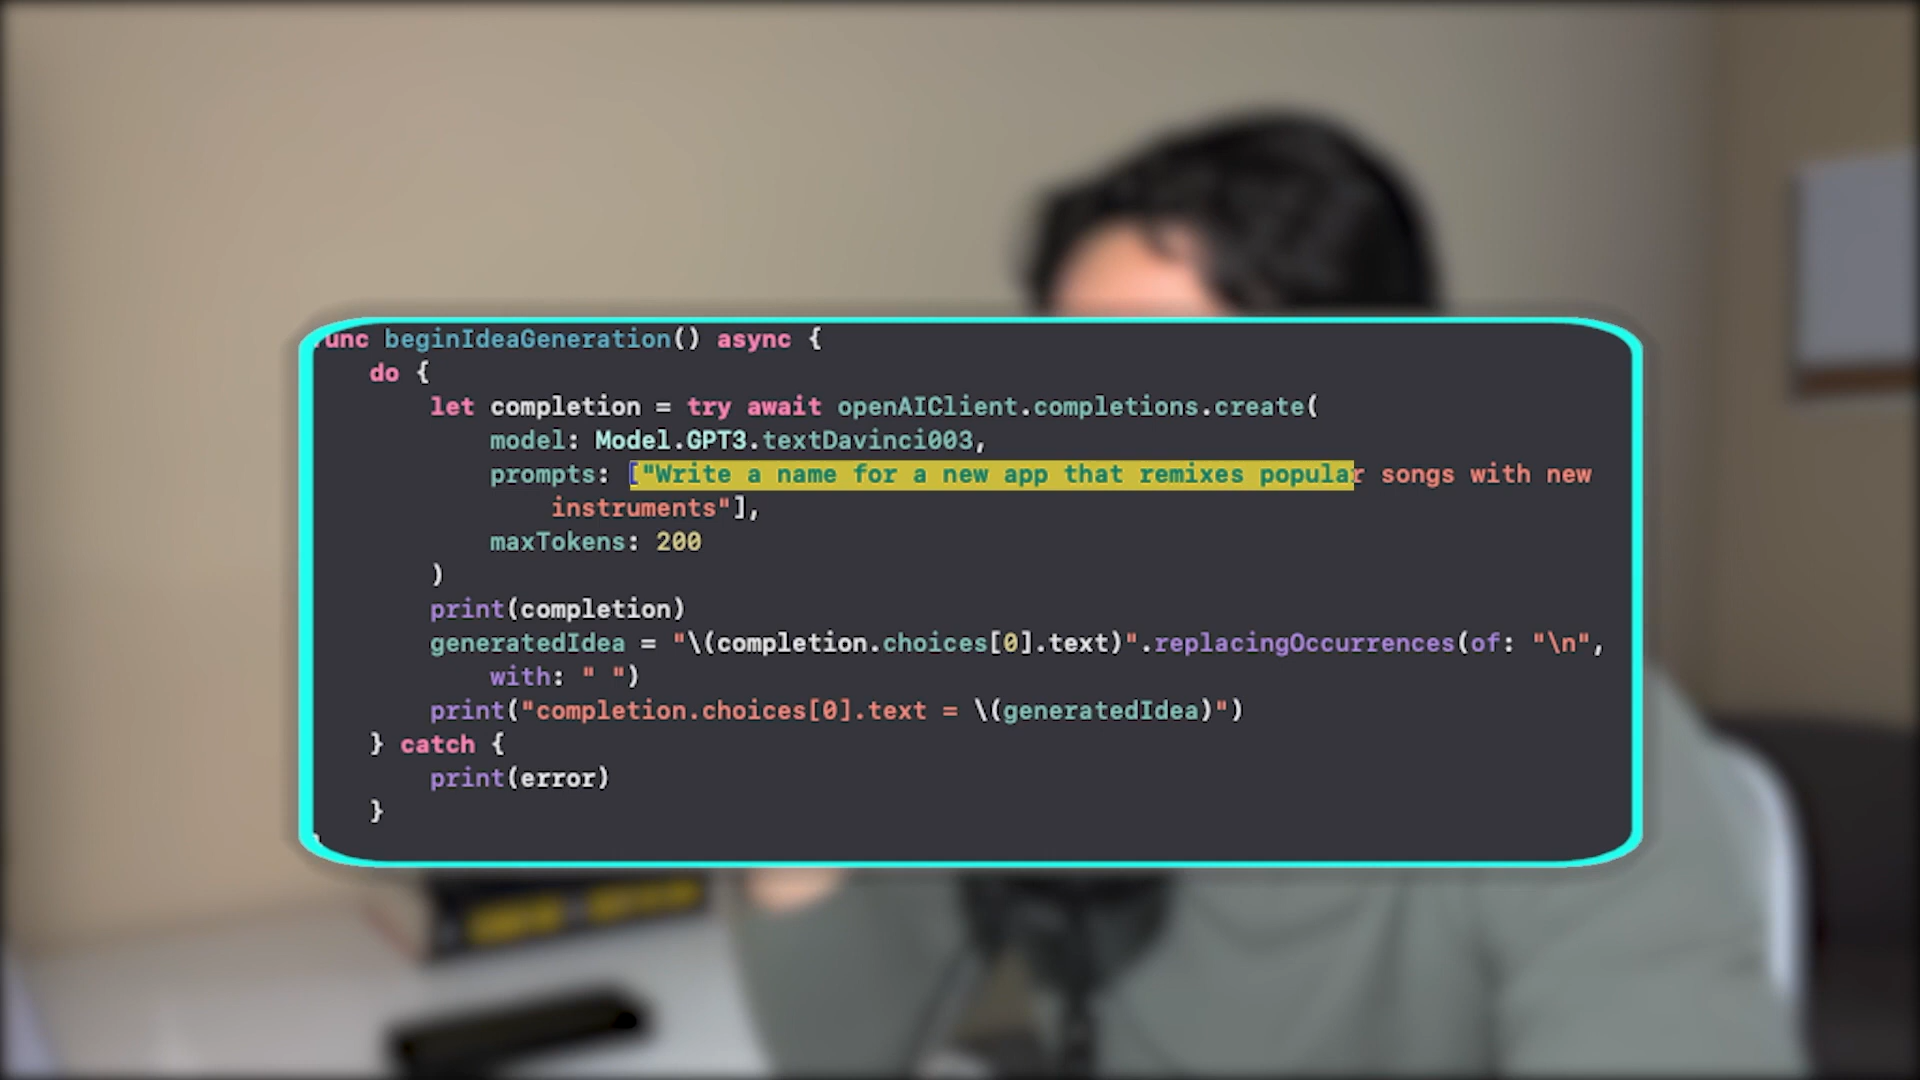 func beginIdeaGeneration() async {
do {
let completion = try await openAIClient.completions.create(
model: Model.GPT3.textDavinci003,
prompts: ["Write a name for a new app that remixes popular songs with new
instruments"],
maxTokens: 200
)
print(completion)
generatedIdea = "\(completion.choices[0].text)".replacingOccurrences(of: "\n",
with: " ")
print("completion.choices[0].text = \(generatedIdea)")
} catch {
print(error)
}